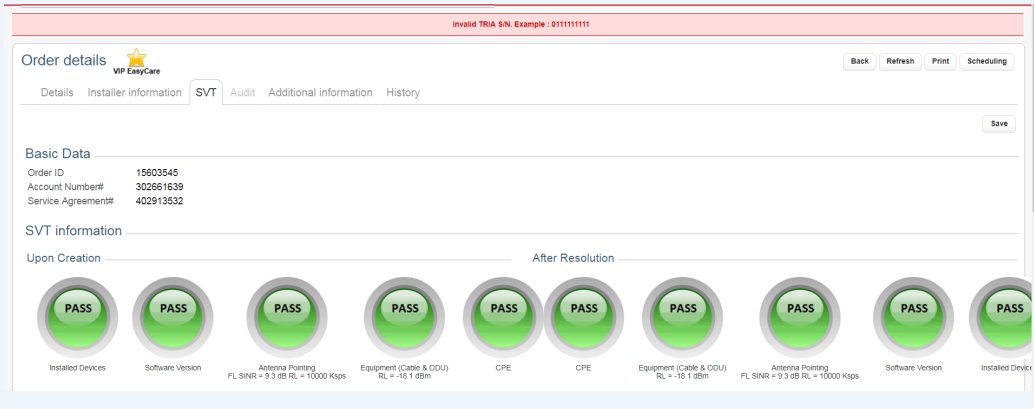 Invalid TRIA S/N. Example : 0111111111
Order details
VIP EasyCare
Back Refresh Print Scheduling
Details Installer information SVT Audit Additional information History
Save
Basic Data
Order ID 15603545
Account Number# 302661639
Service Agreement# 402913532
SVT information
Upon Creation After Resolution
PASS PASS PASS PASS PASS PASS PASS PASS PASS PASS
Installed Devices Software Version Antenna Pointing Equipment (Cable & ODU) CPE CPE Equipment (Cable & ODU) Antenna Pointing Software Version Installed Device
FL SINR = 9.3 dB RL = 10000 Ksps RL = -18.1 dBm RL = -18.1 dBm FL SINR = 9.3 dB RL = 10000 Ksps